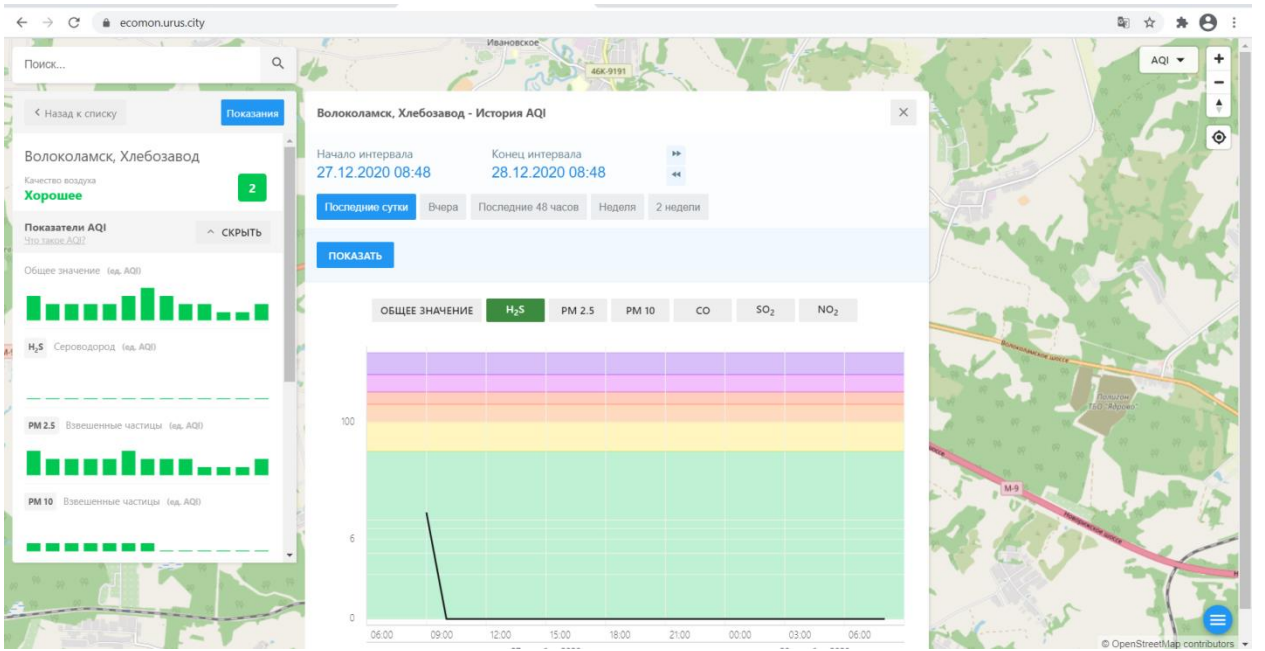 ecomon.urus.city
Поиск...
Ивановское
46К-9191
AQI
Назад к списку
Показания
Волоколамск, Хлебозавод - История AQI
Волоколамск, Хлебозавод
Качество воздуха
Хорошее
2
Показатели AQI
Что такое AQI?
СКРЫТЬ
Общее значение (ед. AQI)
H₂S Сероводород (ед. AQI)
PM 2.5 Взвешенные частицы (ед. AQI)
PM 10 Взвешенные частицы (ед. AQI)
Начало интервала
Конец интервала
27.12.2020 08:48
28.12.2020 08:48
Последние сутки
Вчера
Последние 48 часов
Неделя
2 недели
ПОКАЗАТЬ
ОБЩЕЕ ЗНАЧЕНИЕ
H₂S
PM 2.5
PM 10
CO
SO₂
NO₂
100
6
0
06:00 09:00 12:00 15:00 18:00 21:00 00:00 03:00 06:00
Волоколамское шоссе
Полигон
ТБО "Ядрово"
М-9
Новорижское шоссе
© OpenStreetMap contributors